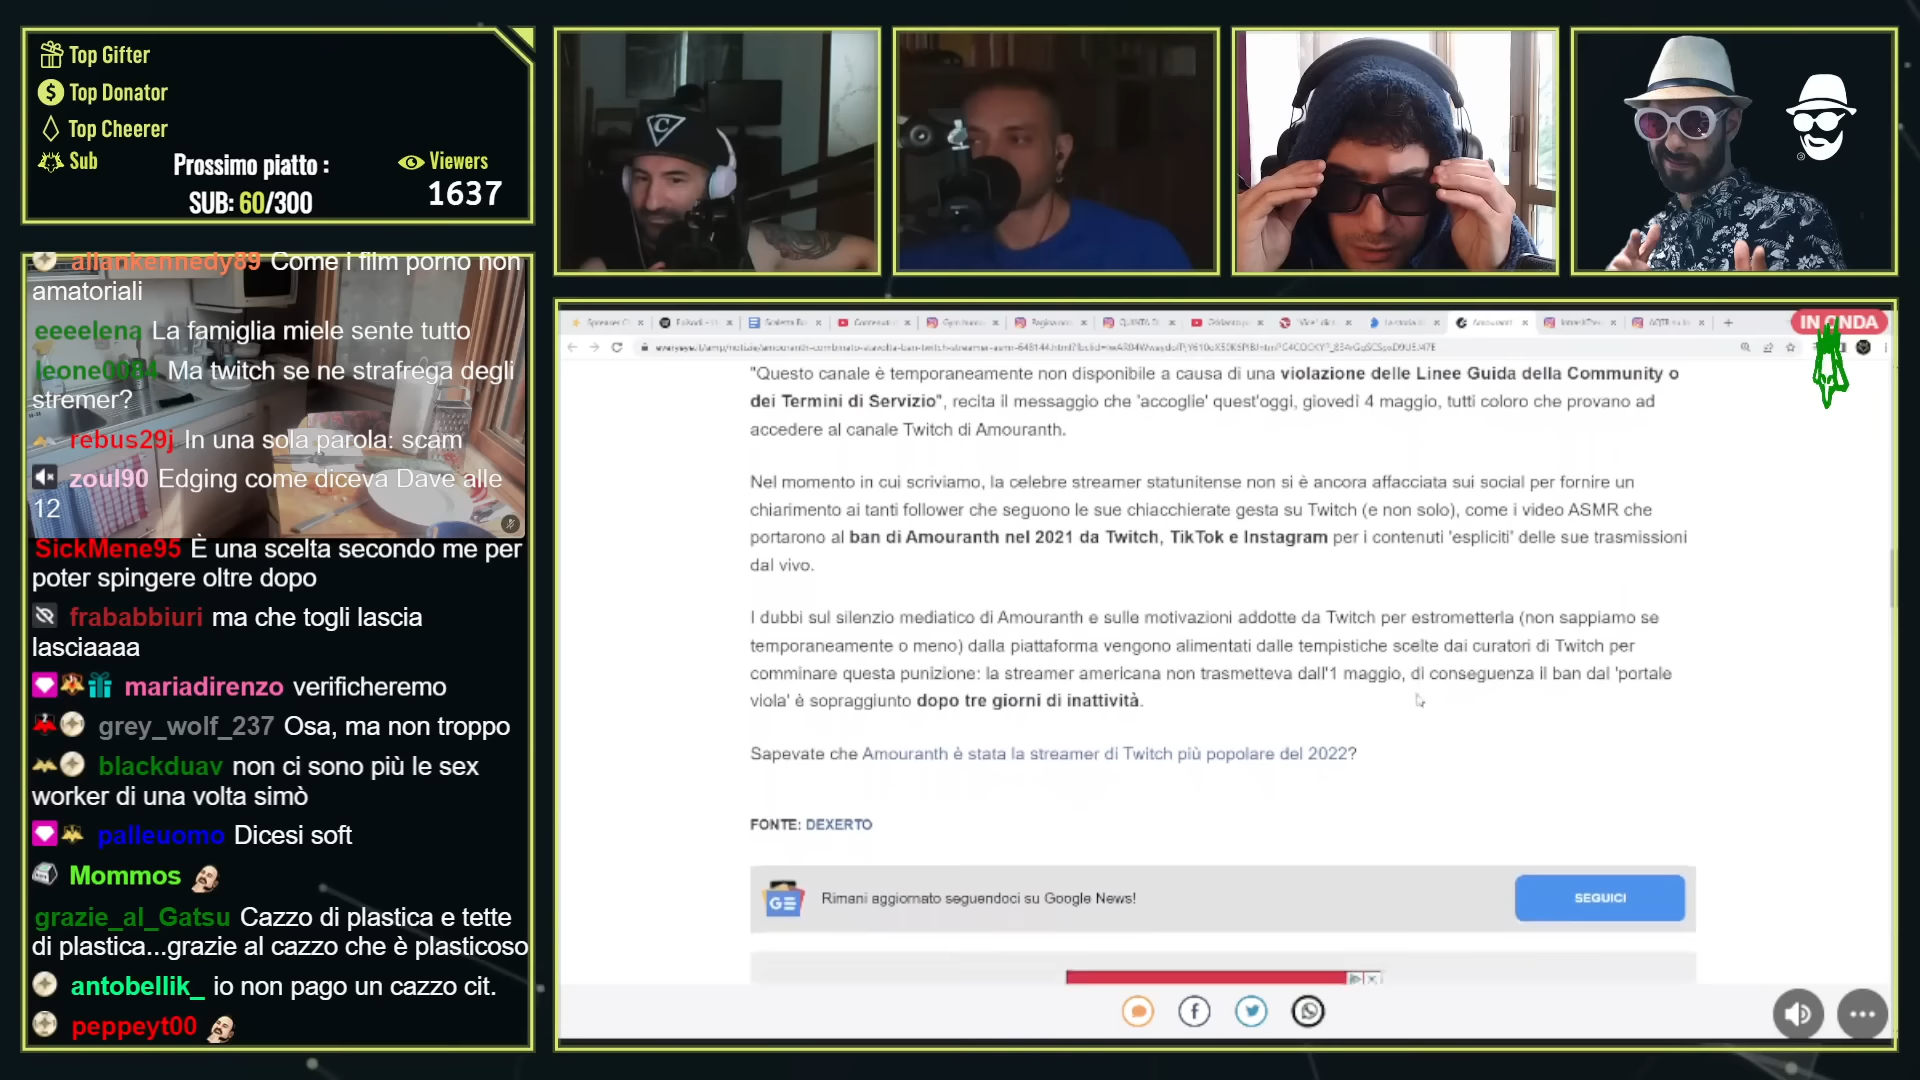 Top Gifter
Top Donator
Top Cheerer
Sub
Prossimo piatto :
SUB: 60/300
Viewers
1637
allankennedy89 Come i film porno non
amatoriali
eeeelena La famiglia miele sente tutto
leone0084 Ma twitch se ne strafrega degli
stremer?
rebus29j In una sola parola: scam
zoul90 Edging come diceva Dave alle
12
SickMene95 È una scelta secondo me per
poter spingere oltre dopo
frababbiuri ma che togli lascia
lasciaaaa
mariadirenzo verificheremo
grey_wolf_237 Osa, ma non troppo
blackduav non ci sono più le sex
worker di una volta simò
palleuomo Dicesi soft
Mommos
grazie_al_Gatsu Cazzo di plastica e tette
di plastica...grazie al cazzo che è plasticoso
antobellik_ io non pago un cazzo cit.
peppeyt00
C
IN ONDA
"Questo canale è temporaneamente non disponibile a causa di una violazione delle Linee Guida della Community o
dei Termini di Servizio", recita il messaggio che 'accoglie' quest'oggi, giovedì 4 maggio, tutti coloro che provano ad
accedere al canale Twitch di Amouranth.
Nel momento in cui scriviamo, la celebre streamer statunitense non si è ancora affacciata sui social per fornire un
chiarimento ai tanti follower che seguono le sue chiacchierate gesta su Twitch (e non solo), come i video ASMR che
portarono al ban di Amouranth nel 2021 da Twitch, TikTok e Instagram per i contenuti 'espliciti' delle sue trasmissioni
dal vivo.
I dubbi sul silenzio mediatico di Amouranth e sulle motivazioni addotte da Twitch per estrometterla (non sappiamo se
temporaneamente o meno) dalla piattaforma vengono alimentati dalle tempistiche scelte dai curatori di Twitch per
comminare questa punizione: la streamer americana non trasmetteva dall'1 maggio, di conseguenza il ban dal 'portale
viola' è sopraggiunto dopo tre giorni di inattività.
Sapevate che Amouranth è stata la streamer di Twitch più popolare del 2022?
FONTE: DEXERTO
GE
Rimani aggiornato seguendoci su Google News!
SEGUICI